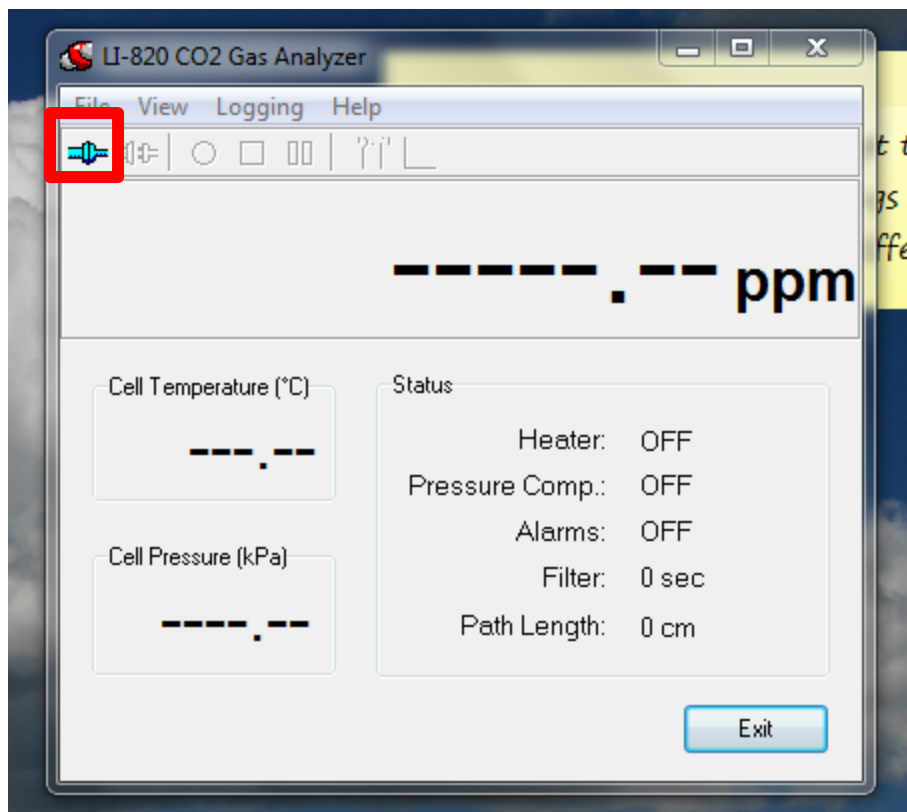 LI-820 CO2 Gas Analyzer
File View Logging Help
-----.-- ppm
Cell Temperature (°C)
---.--
Cell Pressure (kPa)
----.--
Status
Heater: OFF
Pressure Comp.: OFF
Alarms: OFF
Filter: 0 sec
Path Length: 0 cm
Exit